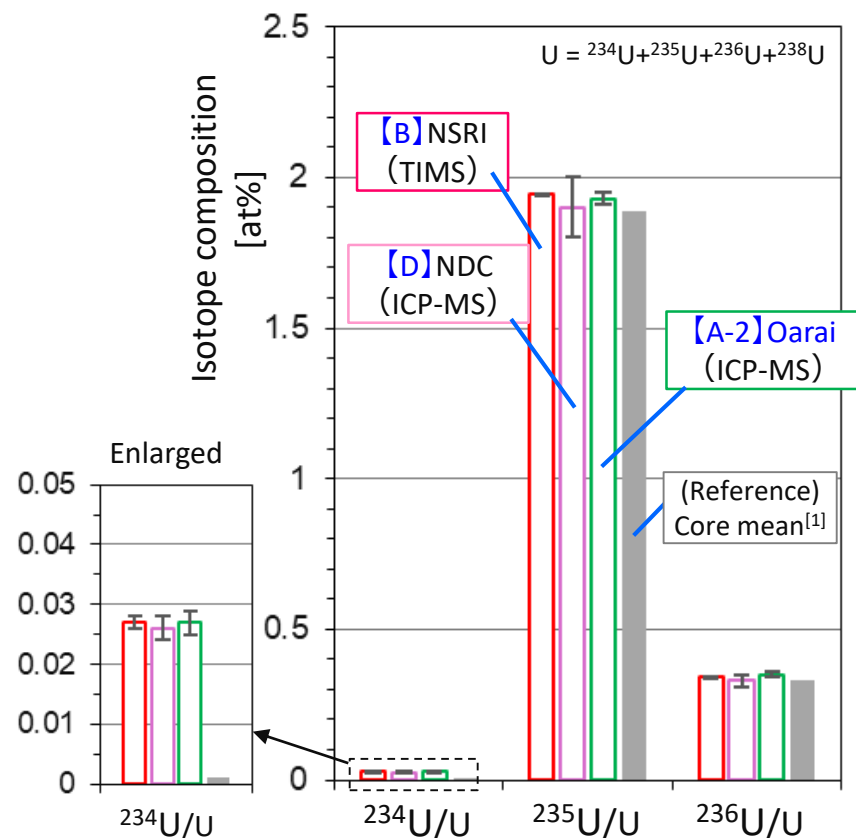 Isotope composition
[at%]
2.5
2
1.5
1
0.5
0
U = ²³⁴U+²³⁵U+²³⁶U+²³⁸U
【B】NSRI
(TIMS)
【D】NDC
(ICP-MS)
【A-2】Oarai
(ICP-MS)
(Reference)
Core mean[1]
²³⁴U/U
²³⁵U/U
²³⁶U/U
Enlarged
0.05
0.04
0.03
0.02
0.01
0
²³⁴U/U